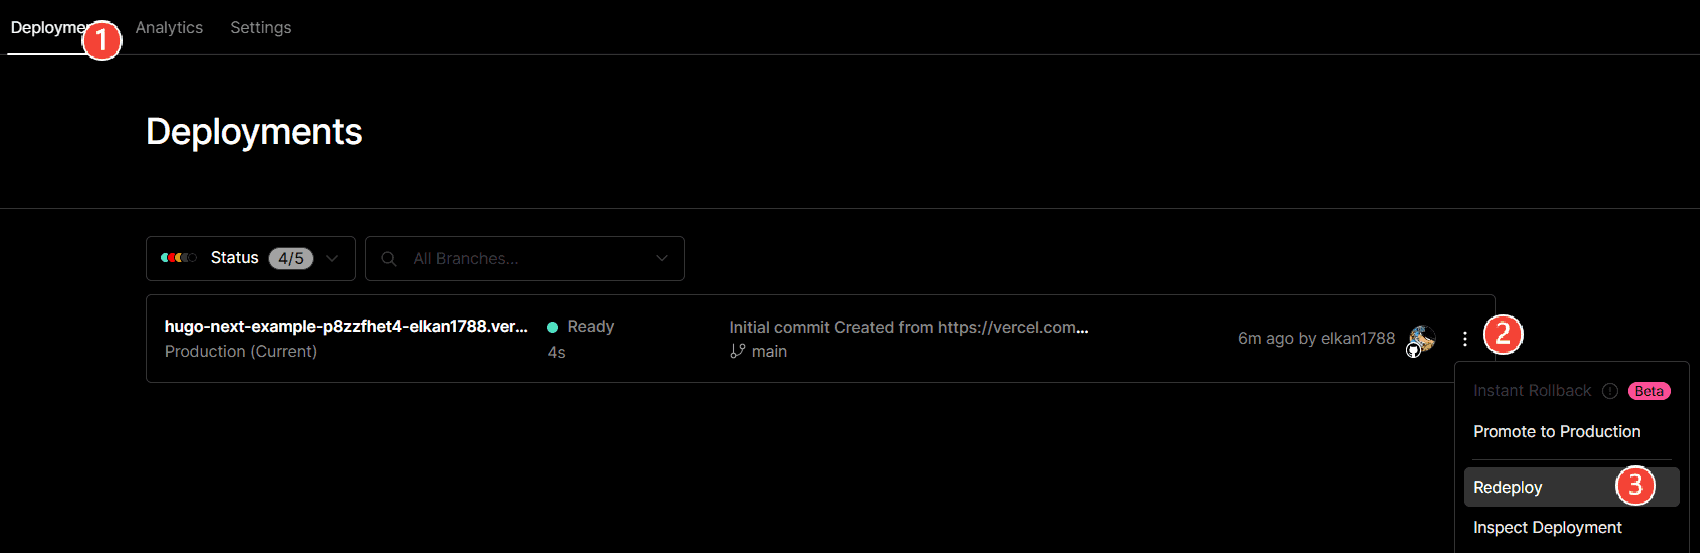 Deployme 1 Analytics Settings
Deployments
Status 4/5 All Branches...
hugo-next-example-p8zzfhet4-elkan1788.ver... Ready Initial commit Created from https://vercel.com... 6m ago by elkan1788 2
Production (Current) 4s main
Instant Rollback Beta
Promote to Production
Redeploy 3
Inspect Deployment